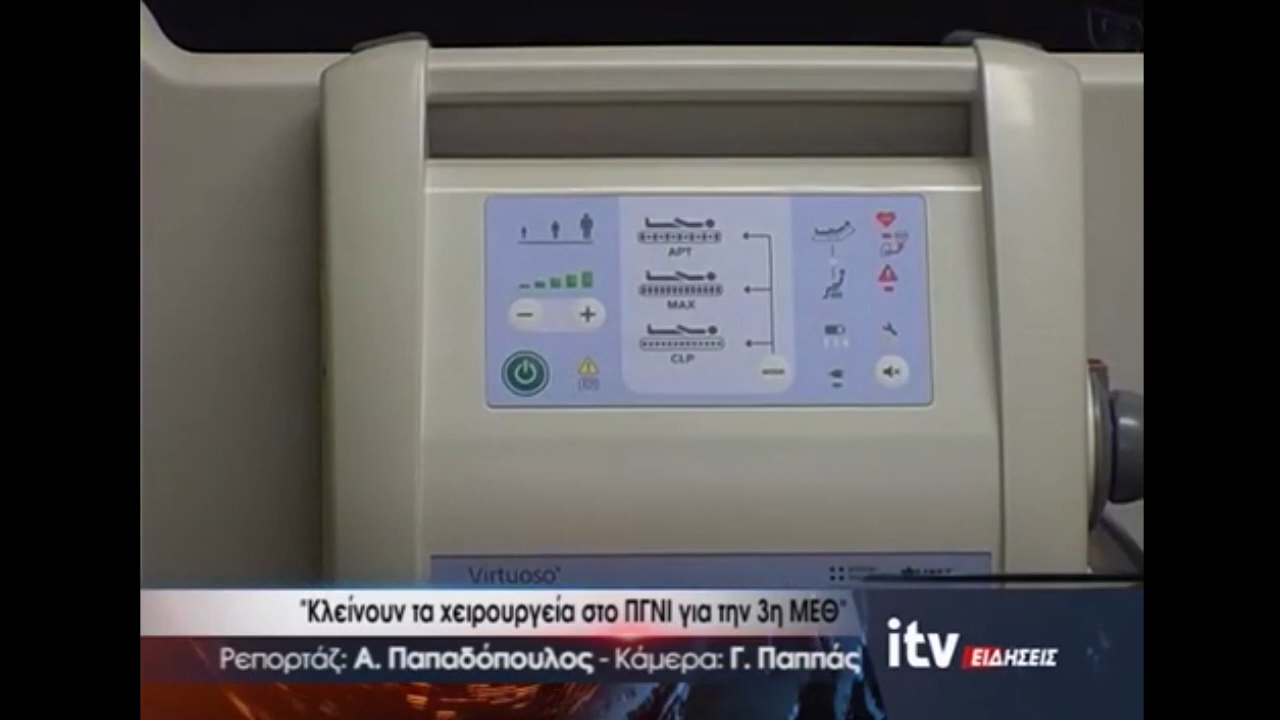 APT
MAX
CLP
Virtuoso
"Κλείνουν τα χειρουργεία στο ΠΓΝΙ για την 3η ΜΕΘ"
Ρεπορτάζ: Α. Παπαδόπουλος - Κάμερα: Γ. Παππάς
itv ΕΙΔΗΣΕΙΣ